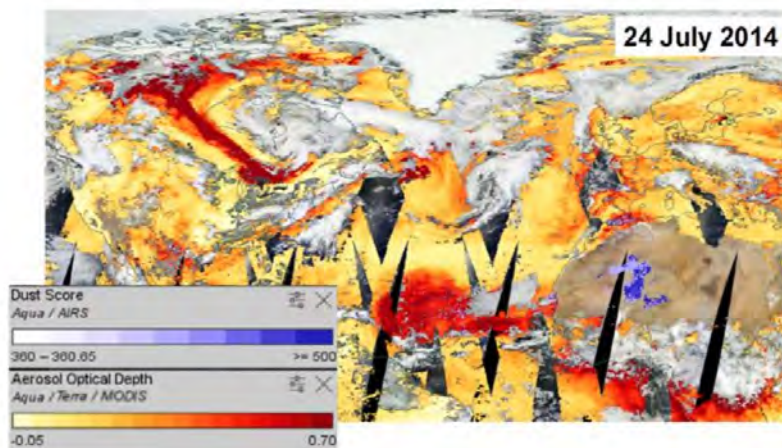 24 July 2014
Dust Score
Aqua / AIRS
360 – 360.65 >= 500
Aerosol Optical Depth
Aqua / Terra / MODIS
-0.05 0.70